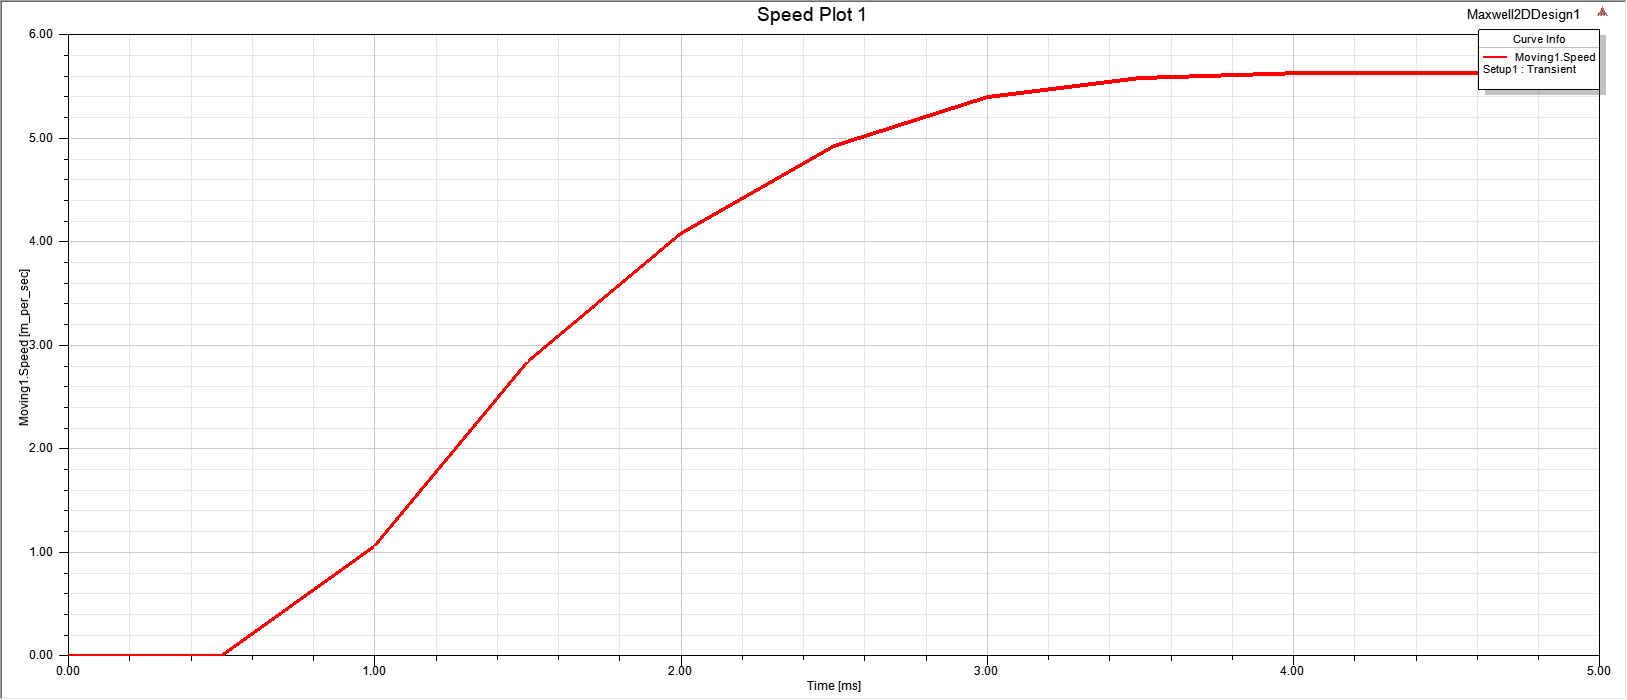 Speed Plot 1
Maxwell2DDesign1
Curve Info
Moving1.Speed
Setup1 : Transient
Moving1.Speed [m_per_sec]
6.00
5.00
4.00
3.00
2.00
1.00
0.00
0.00 1.00 2.00 3.00 4.00 5.00
Time [ms]